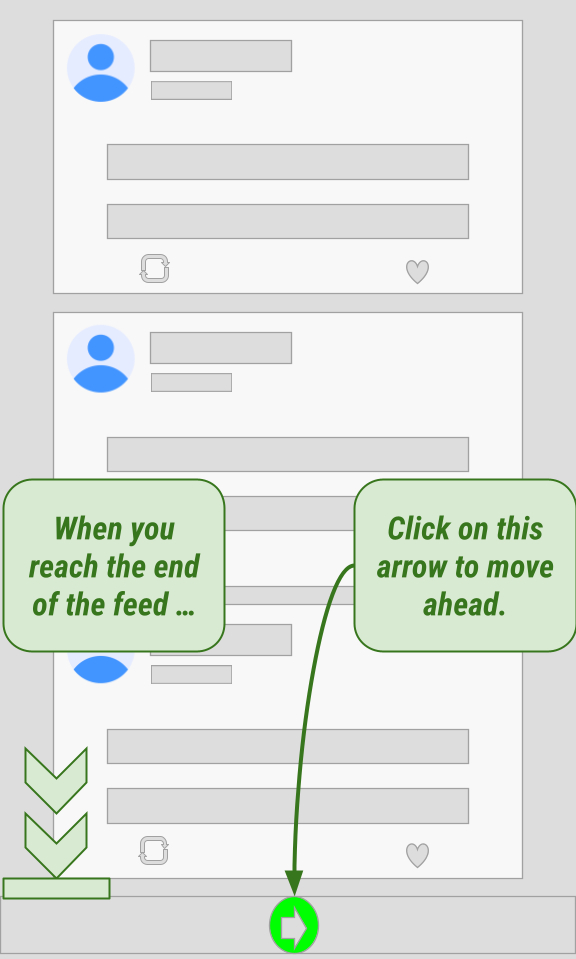 When you
reach the end
of the feed ...
Click on this
arrow to move
ahead.